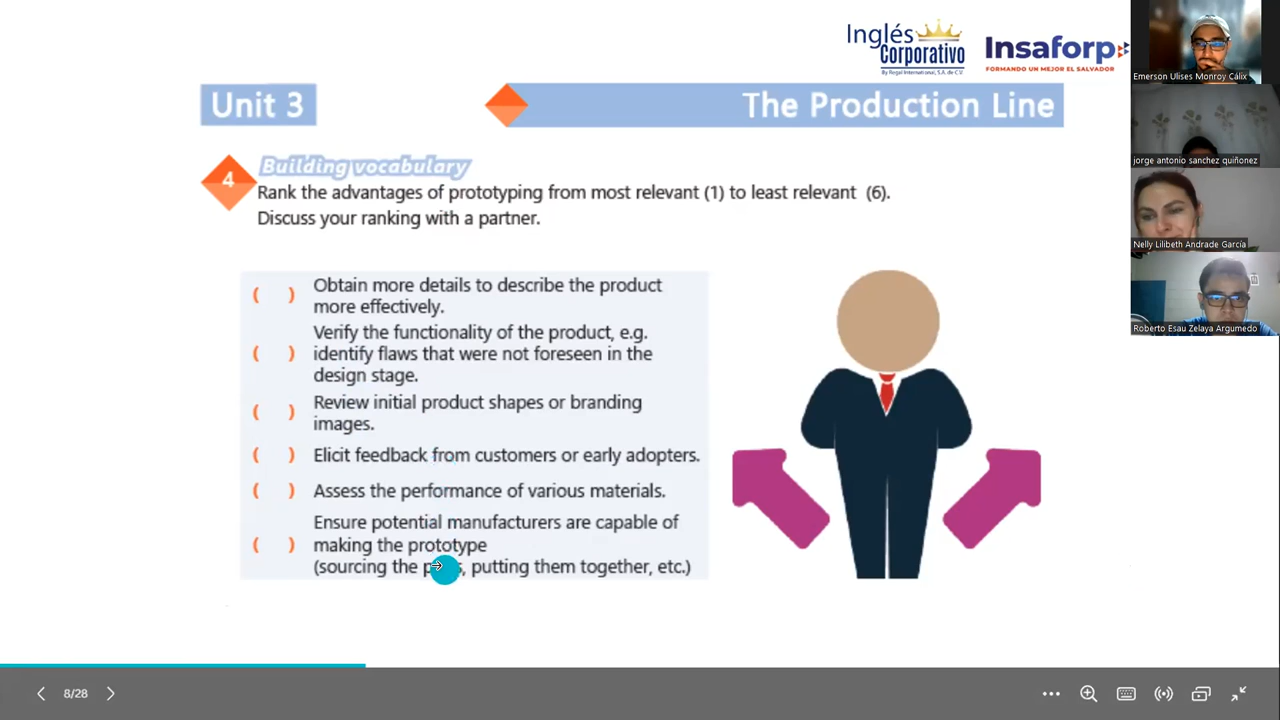 Inglés
Corporativo
By Regal International, S.A. de C.V.
Insaforp
FORMANDO UN MEJOR EL SALVADOR
Unit 3
The Production Line
4
Building vocabulary
Rank the advantages of prototyping from most relevant (1) to least relevant (6).
Discuss your ranking with a partner.
( ) Obtain more details to describe the product
more effectively.
( ) Verify the functionality of the product, e.g.
identify flaws that were not foreseen in the
design stage.
( ) Review initial product shapes or branding
images.
( ) Elicit feedback from customers or early adopters.
( ) Assess the performance of various materials.
( ) Ensure potential manufacturers are capable of
making the prototype
(sourcing the putting them together, etc.)
Emerson Ulises Monroy Cálix
jorge antonio sanchez quiñonez
Nelly Lilibeth Andrade García
Roberto Esau Zelaya Argumedo
8/28